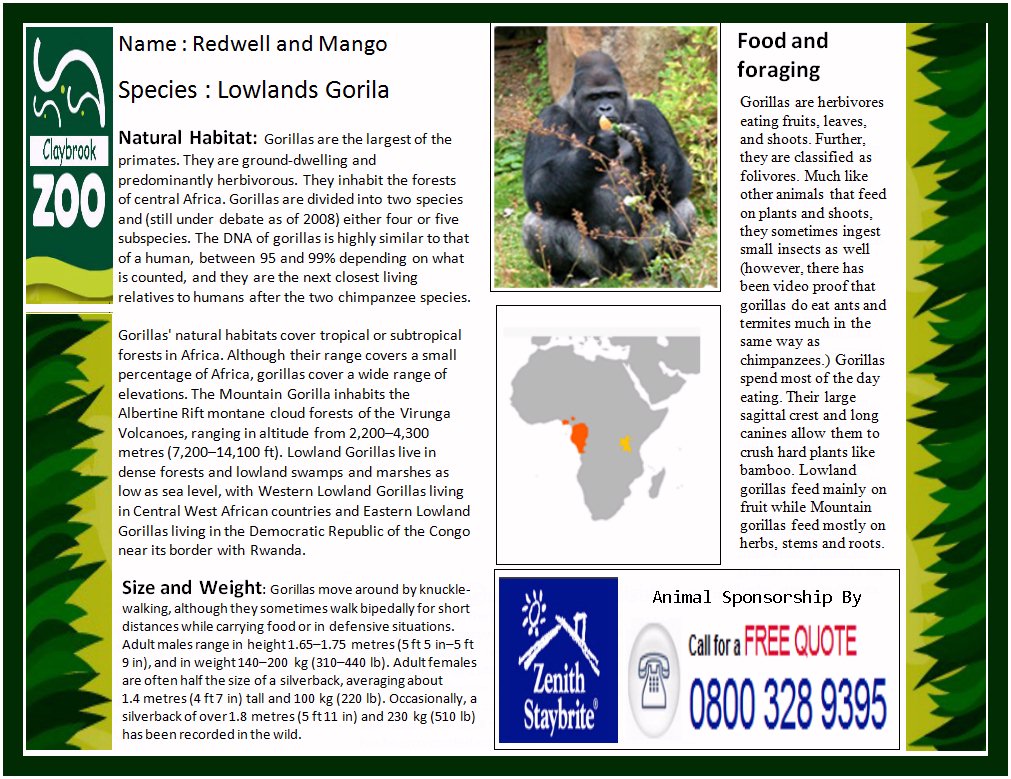 Claybrook
ZOO
Name : Redwell and Mango
Species : Lowlands Gorila
Natural Habitat: Gorillas are the largest of the
primates. They are ground-dwelling and
predominantly herbivorous. They inhabit the forests
of central Africa. Gorillas are divided into two species
and (still under debate as of 2008) either four or five
subspecies. The DNA of gorillas is highly similar to that
of a human, between 95 and 99% depending on what
is counted, and they are the next closest living
relatives to humans after the two chimpanzee species.
Gorillas' natural habitats cover tropical or subtropical
forests in Africa. Although their range covers a small
percentage of Africa, gorillas cover a wide range of
elevations. The Mountain Gorilla inhabits the
Albertine Rift montane cloud forests of the Virunga
Volcanoes, ranging in altitude from 2,200–4,300
metres (7,200–14,100 ft). Lowland Gorillas live in
dense forests and lowland swamps and marshes as
low as sea level, with Western Lowland Gorillas living
in Central West African countries and Eastern Lowland
Gorillas living in the Democratic Republic of the Congo
near its border with Rwanda.
Size and Weight: Gorillas move around by knuckle-
walking, although they sometimes walk bipedally for short
distances while carrying food or in defensive situations.
Adult males range in height 1.65–1.75 metres (5 ft 5 in–5 ft
9 in), and in weight 140–200 kg (310–440 lb). Adult females
are often half the size of a silverback, averaging about
1.4 metres (4 ft 7 in) tall and 100 kg (220 lb). Occasionally, a
silverback of over 1.8 metres (5 ft 11 in) and 230 kg (510 lb)
has been recorded in the wild.
Food and
foraging
Gorillas are herbivores
eating fruits, leaves,
and shoots. Further,
they are classified as
folivores. Much like
other animals that feed
on plants and shoots,
they sometimes ingest
small insects as well
(however, there has
been video proof that
gorillas do eat ants and
termites much in the
same way as
chimpanzees.) Gorillas
spend most of the day
eating. Their large
sagittal crest and long
canines allow them to
crush hard plants like
bamboo. Lowland
gorillas feed mainly on
fruit while Mountain
gorillas feed mostly on
herbs, stems and roots.
Animal Sponsorship By
Zenith
Staybrite®
Call for a FREE QUOTE
0800 328 9395